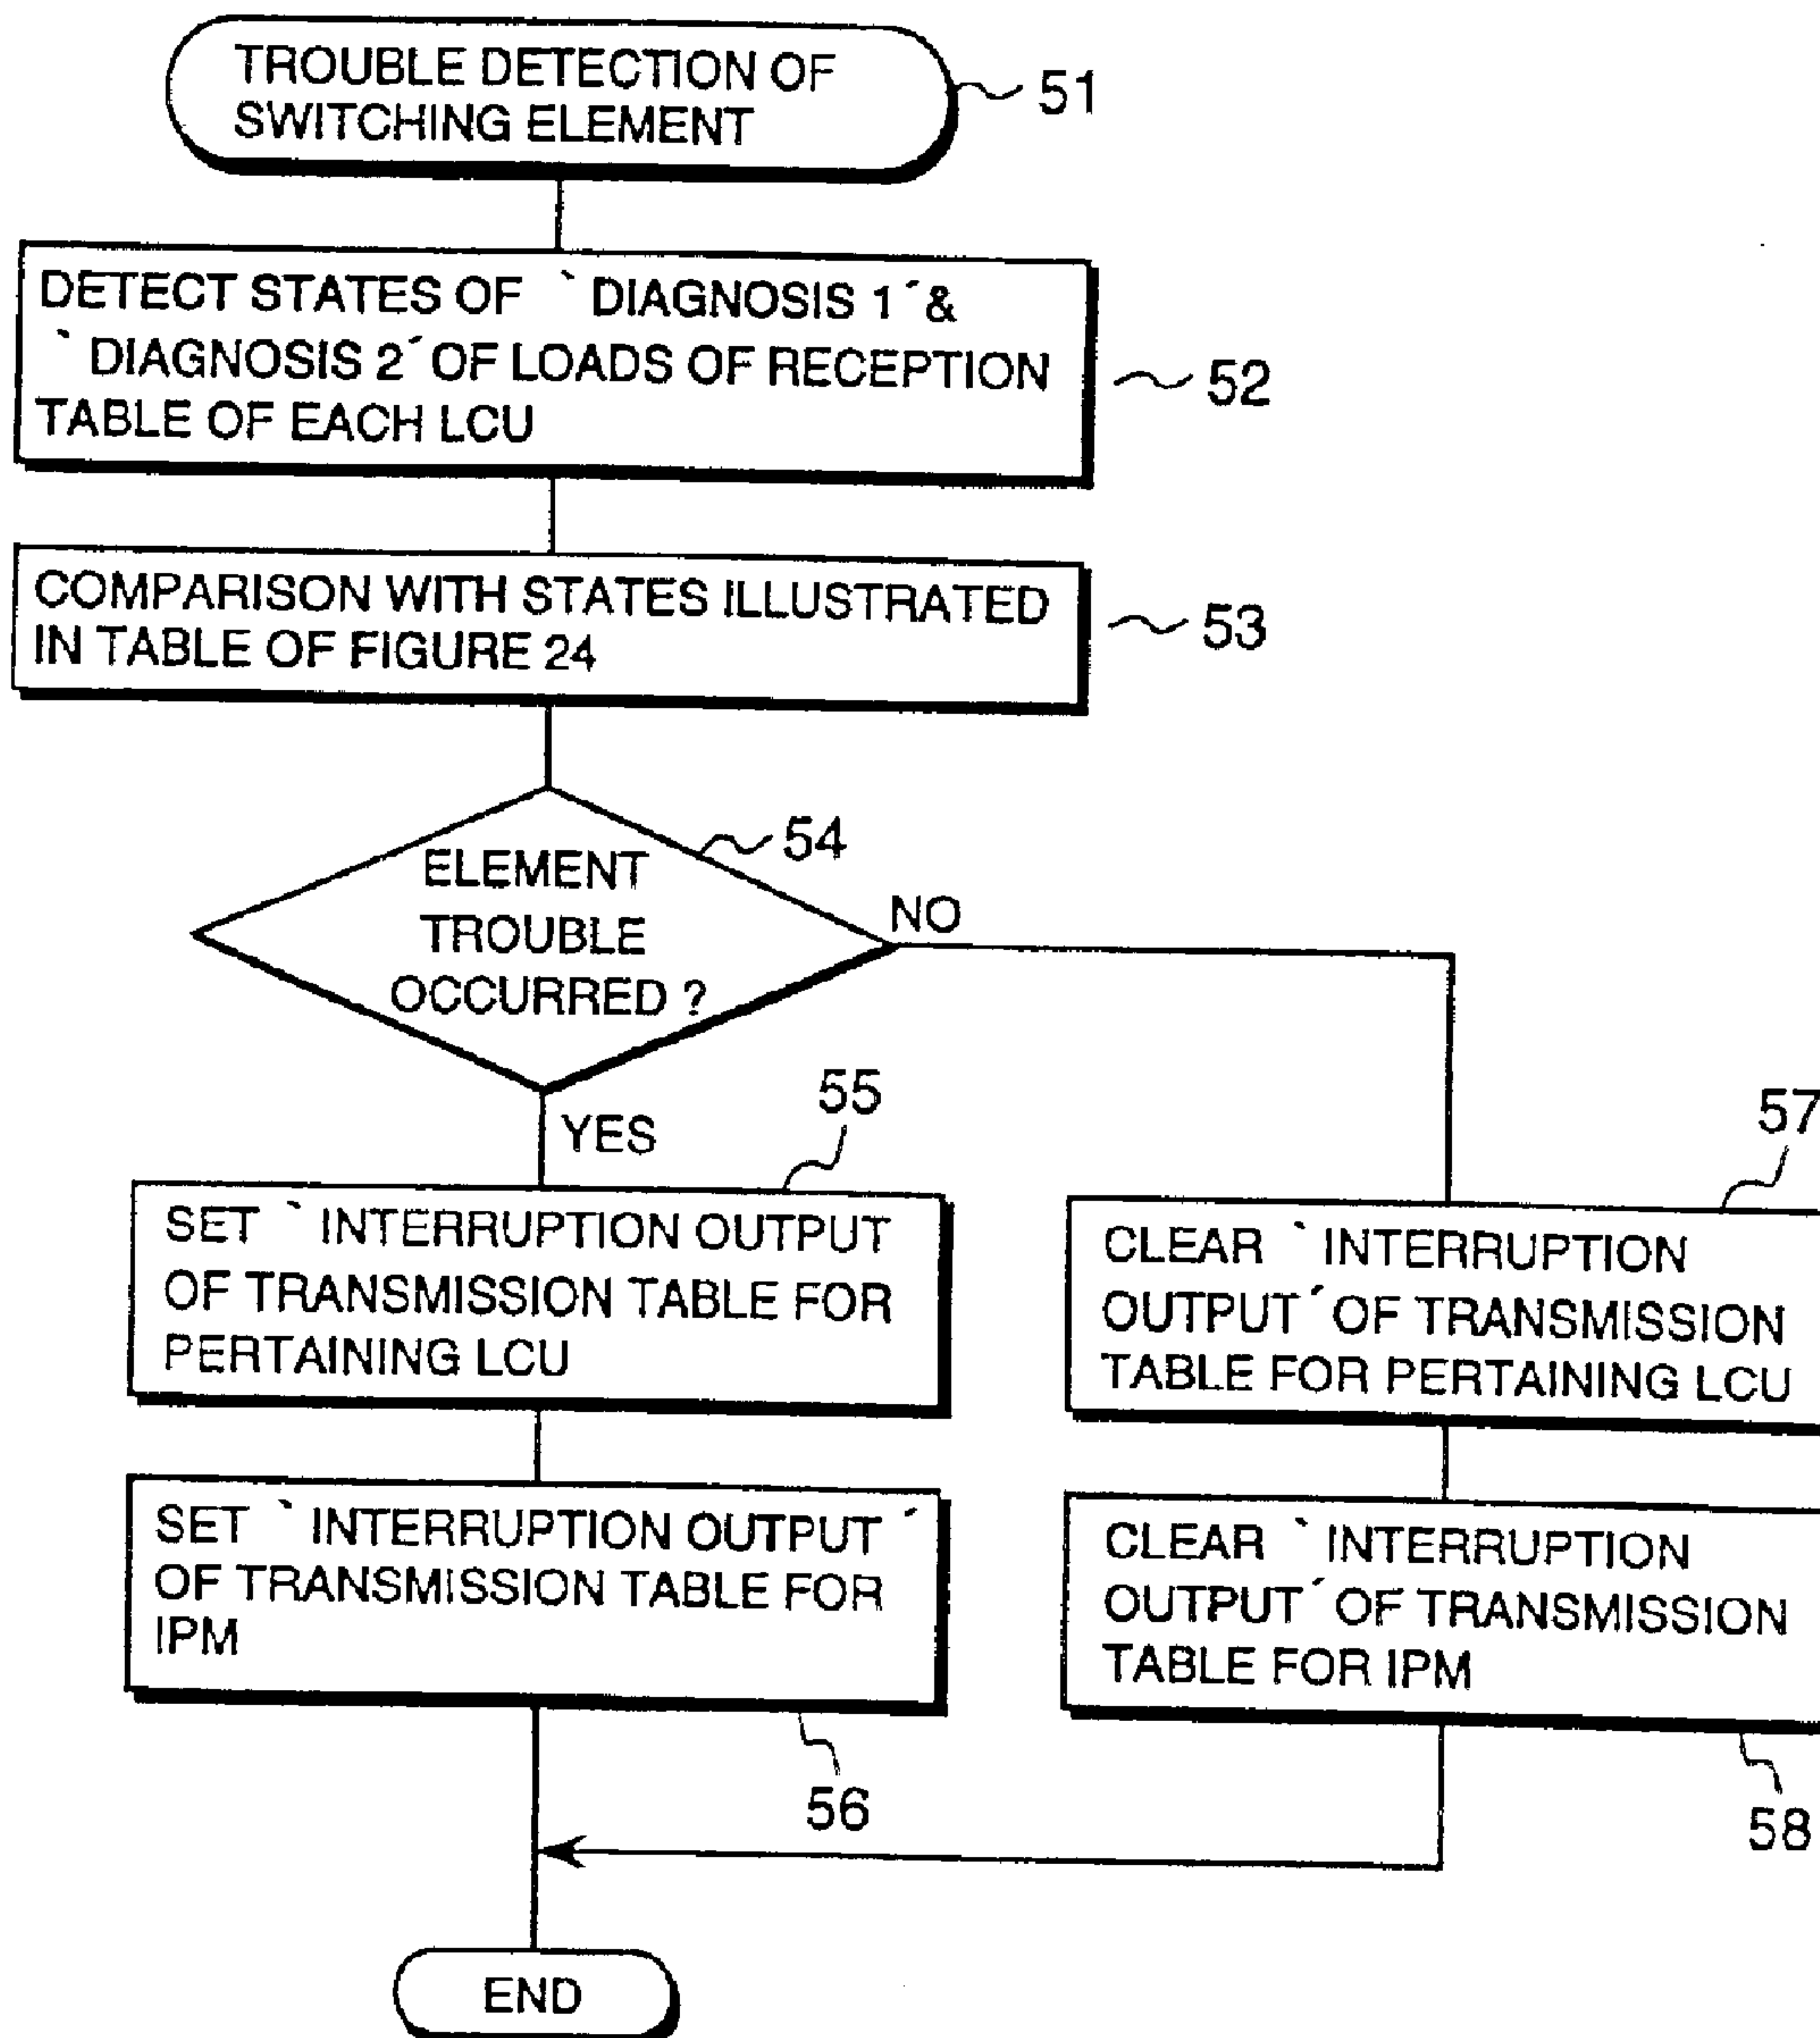 TROUBLE DETECTION OF
SWITCHING ELEMENT
51
DETECT STATES OF `DIAGNOSIS 1´&
`DIAGNOSIS 2´OF LOADS OF RECEPTION
TABLE OF EACH LCU
52
COMPARISON WITH STATES ILLUSTRATED
IN TABLE OF FIGURE 24
53
54
ELEMENT
TROUBLE
OCCURRED ?
NO
YES
55
SET `INTERRUPTION OUTPUT
OF TRANSMISSION TABLE FOR
PERTAINING LCU
SET `INTERRUPTION OUTPUT´
OF TRANSMISSION TABLE FOR
IPM
56
57
CLEAR `INTERRUPTION
OUTPUT´OF TRANSMISSION
TABLE FOR PERTAINING LCU
CLEAR `INTERRUPTION
OUTPUT´OF TRANSMISSION
TABLE FOR IPM
58
END